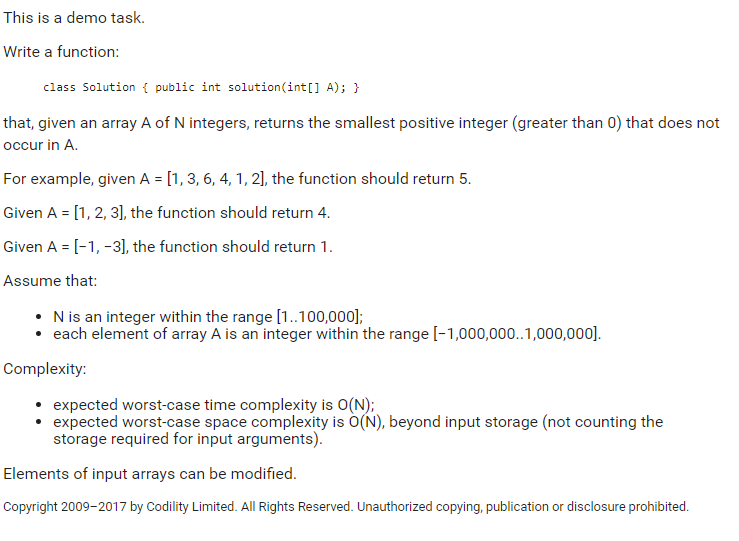 This is a demo task.
Write a function:
class Solution { public int solution(int[] A); }
that, given an array A of N integers, returns the smallest positive integer (greater than 0) that does not
occur in A.
For example, given A = [1, 3, 6, 4, 1, 2], the function should return 5.
Given A = [1, 2, 3], the function should return 4.
Given A = [−1, −3], the function should return 1.
Assume that:
• N is an integer within the range [1..100,000];
• each element of array A is an integer within the range [−1,000,000..1,000,000].
Complexity:
• expected worst-case time complexity is O(N);
• expected worst-case space complexity is O(N), beyond input storage (not counting the
storage required for input arguments).
Elements of input arrays can be modified.
Copyright 2009–2017 by Codility Limited. All Rights Reserved. Unauthorized copying, publication or disclosure prohibited.